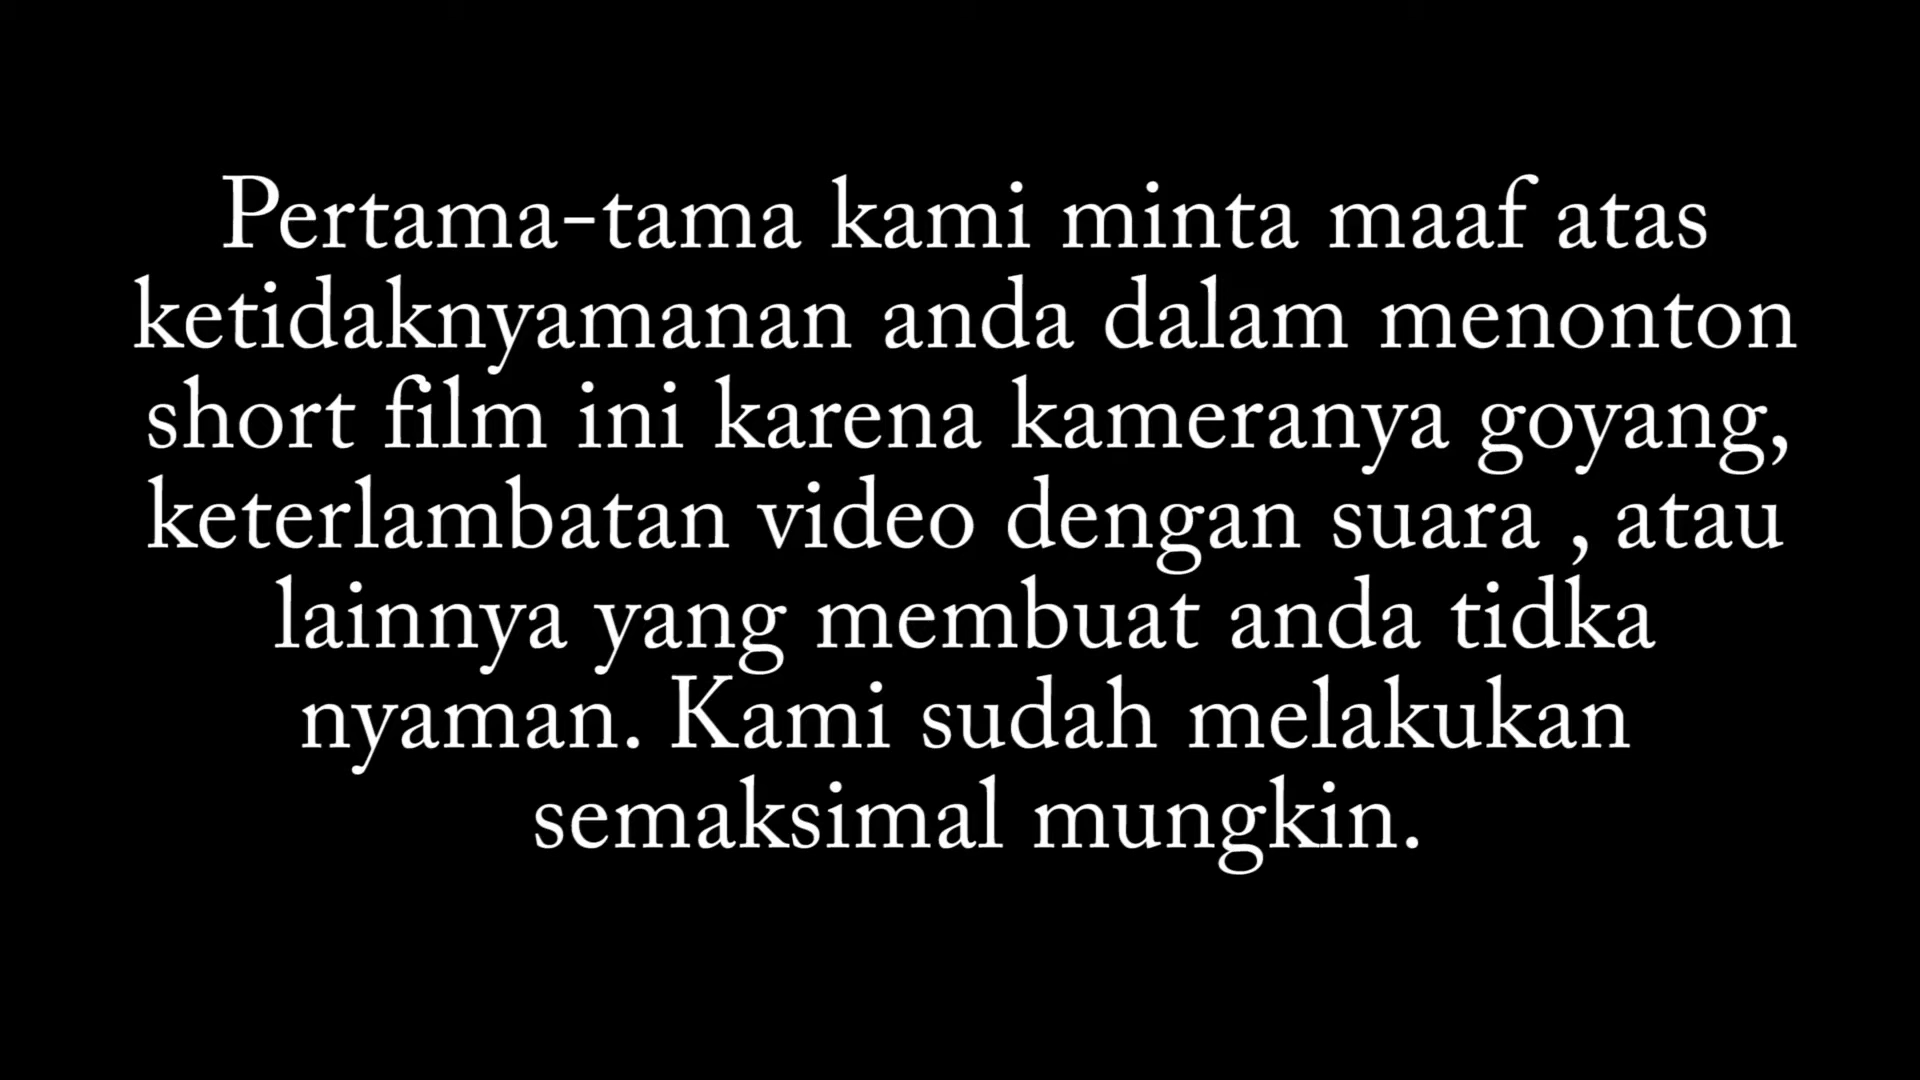 Pertama-tama kami minta maaf atas
ketidaknyamanan anda dalam menonton
short film ini karena kameranya goyang,
keterlambatan video dengan suara , atau
lainnya yang membuat anda tidka
nyaman. Kami sudah melakukan
semaksimal mungkin.